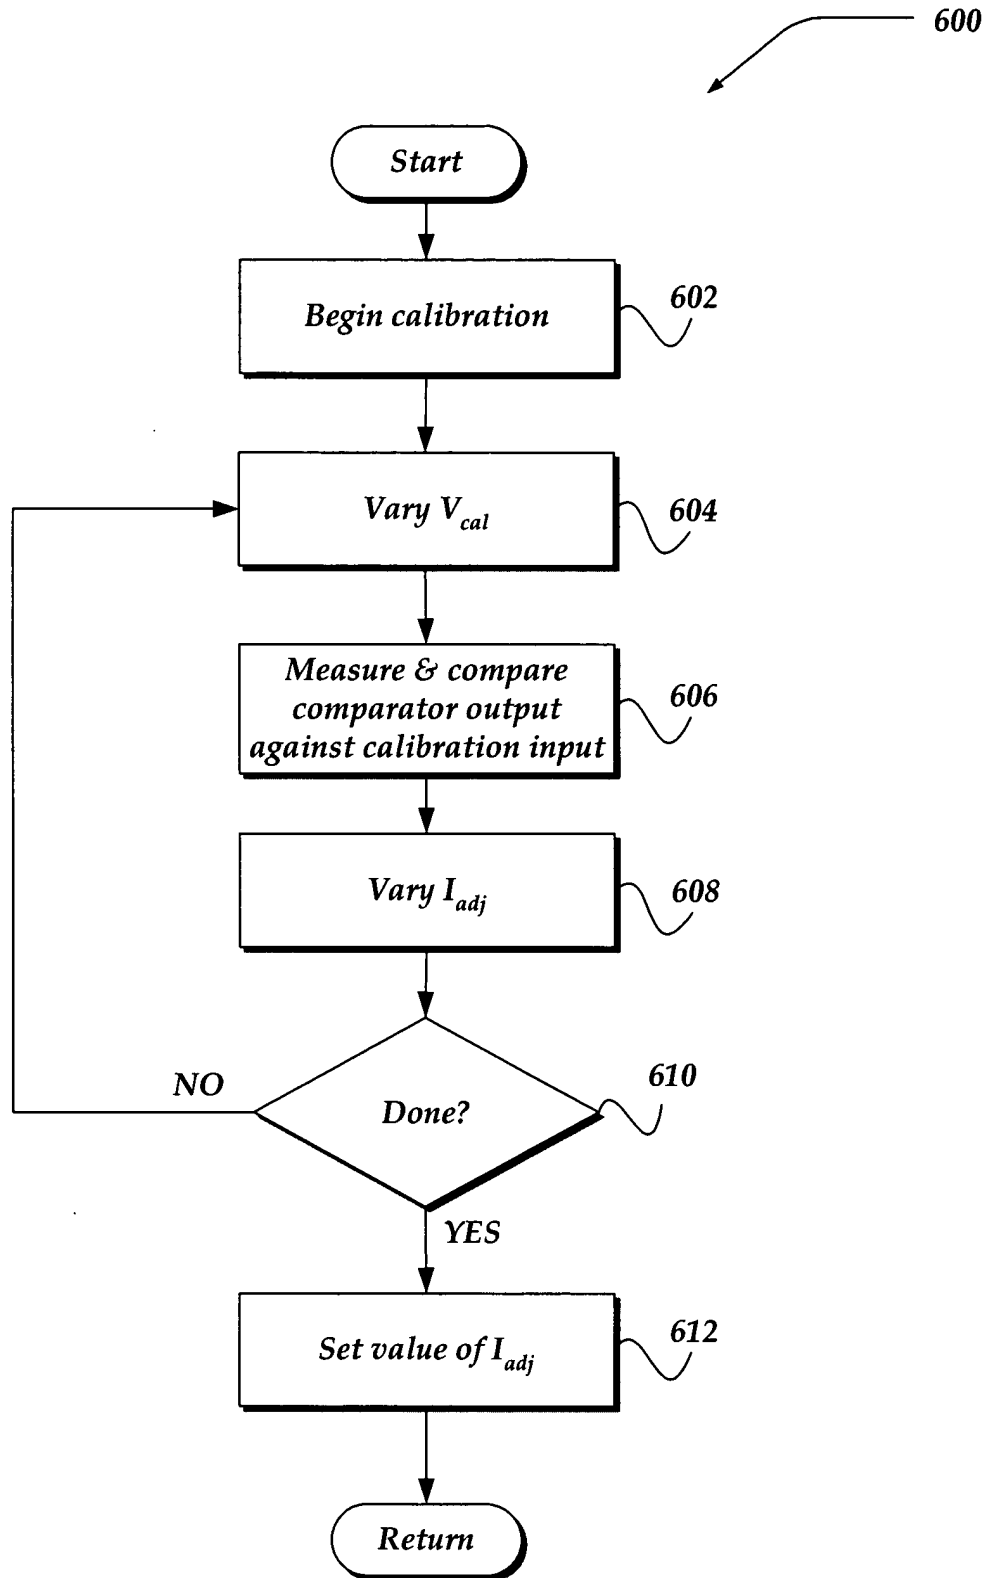 600
Start
Begin calibration
602
Vary V_cal
604
Measure & compare
comparator output
against calibration input
606
Vary I_adj
608
NO
Done?
610
YES
Set value of I_adj
612
Return